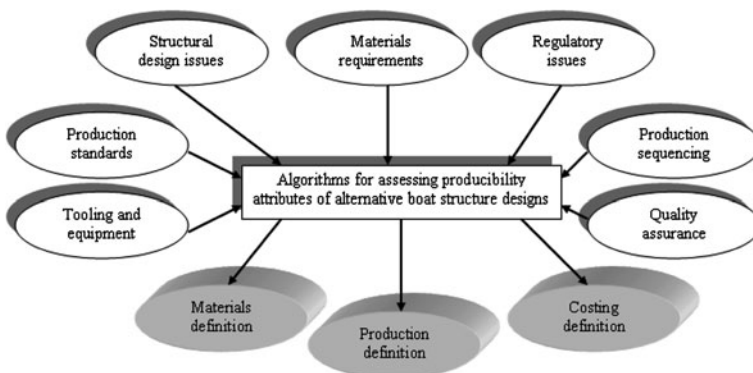 Structural
design issues
Materials
requirements
Regulatory
issues
Production
standards
Production
sequencing
Algorithms for assessing producibility
attributes of alternative boat structure designs
Tooling and
equipment
Quality
assurance
Materials
definition
Production
definition
Costing
definition